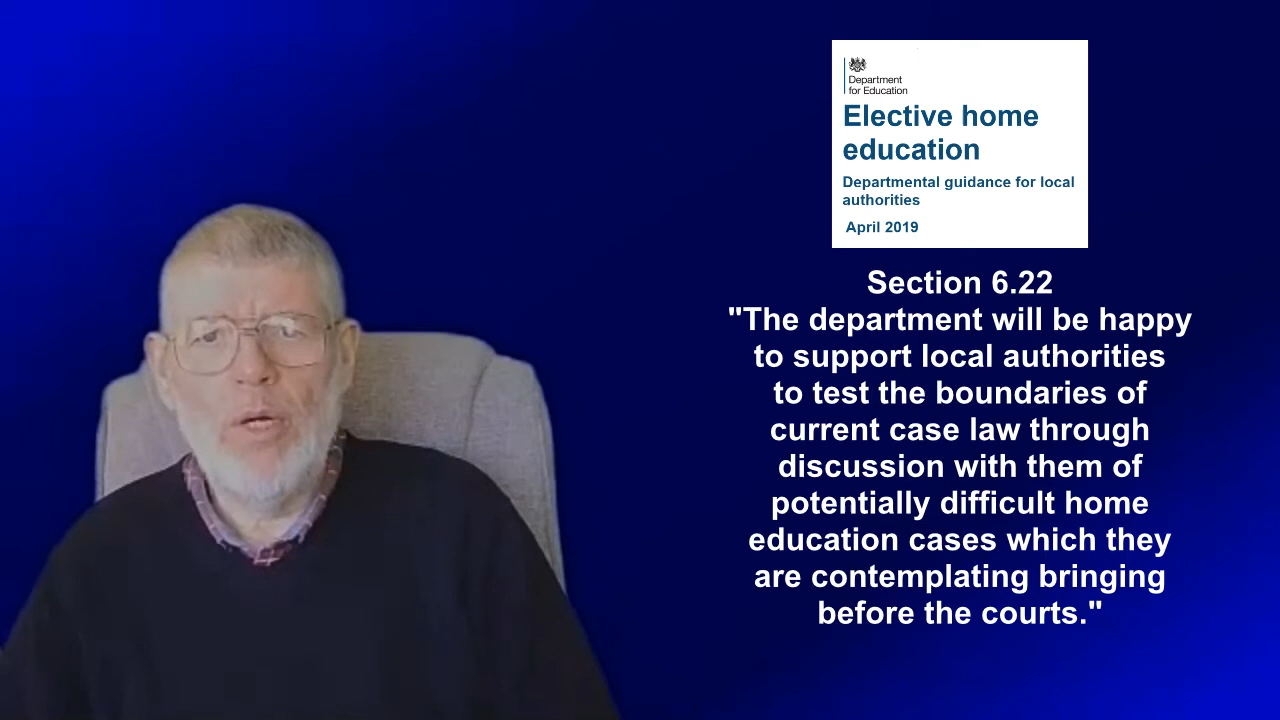 Department
for Education
Elective home
education
Departmental guidance for local
authorities
April 2019
Section 6.22
"The department will be happy
to support local authorities
to test the boundaries of
current case law through
discussion with them of
potentially difficult home
education cases which they
are contemplating bringing
before the courts."